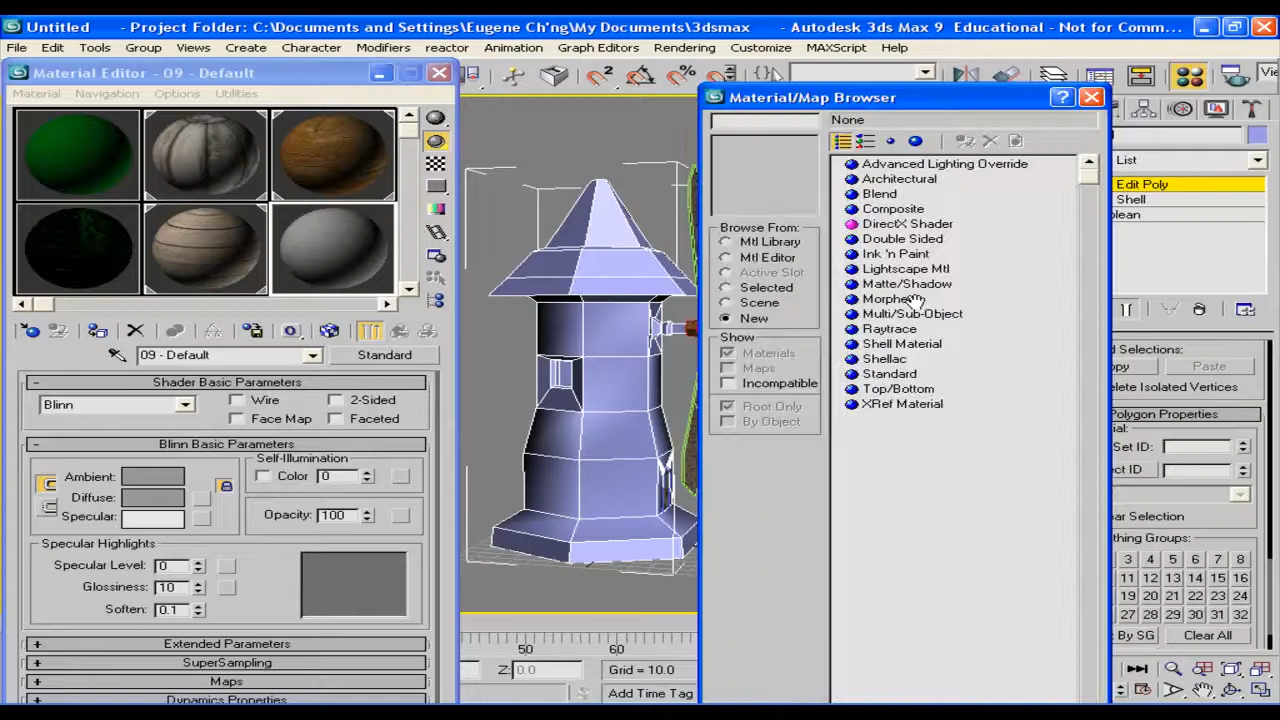 Untitled - Project Folder: C:\Documents and Settings\Eugene Ch'ng\My Documents\3dsmax - Autodesk 3ds Max 9 Educational - Not for Comm...
File Edit Tools Group Views Create Character Modifiers reactor Animation Graph Editors Rendering Customize MAXScript Help
Material Editor - 09 - Default
Material Navigation Options Utilities
09 - Default
Standard
Shader Basic Parameters
Blinn
Wire
2-Sided
Face Map
Faceted
Blinn Basic Parameters
Self-Illumination
Ambient:
Color 0
Diffuse:
Specular:
Opacity: 100
Specular Highlights
Specular Level: 0
Glossiness: 10
Soften: 0.1
Extended Parameters
SuperSampling
Maps
Dynamics Properties
50 60
Z: 0.0
Grid = 10.0
Add Time Tag
Material/Map Browser
None
Browse From:
Mtl Library
Mtl Editor
Active Slot
Selected
Scene
New
Show
Materials
Maps
Incompatible
Root Only
By Object
Advanced Lighting Override
Architectural
Blend
Composite
DirectX Shader
Double Sided
Ink 'n Paint
Lightscape Mtl
Matte/Shadow
Morphe
Multi/Sub-Object
Raytrace
Shell Material
Shellac
Standard
Top/Bottom
XRef Material
Vie
List
Edit Poly
Shell
olean
d Selections:
opy Paste
elete Isolated Vertices
Polygon Properties
erial:
Set ID:
ect ID
ear Selection
othing Groups:
3 4 5 6 7 8
11 12 13 14 15 16
19 20 21 22 23 24
27 28 29 30 31 32
t By SG Clear All